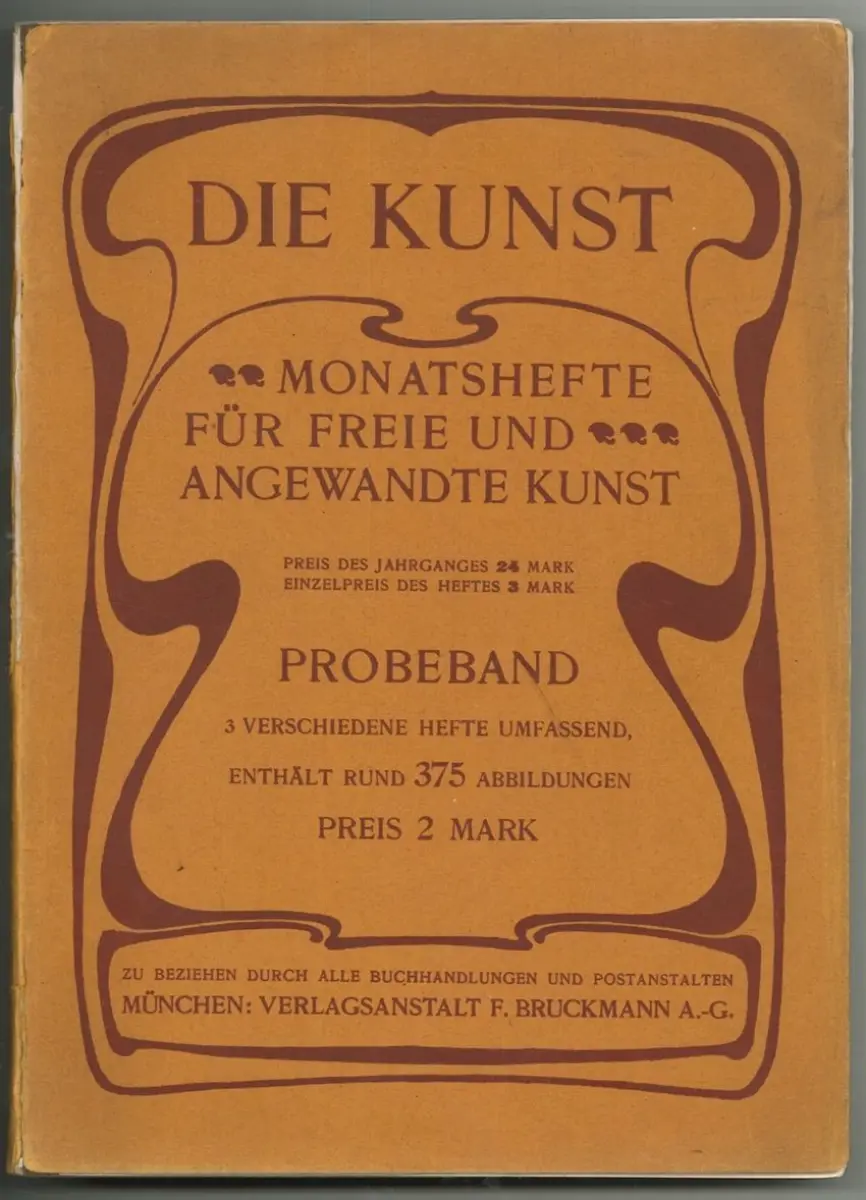 DIE KUNST
MONATSHEFTE
FÜR FREIE UND
ANGEWANDTE KUNST
PREIS DES JAHRGANGES 24 MARK
EINZELPREIS DES HEFTES 3 MARK
PROBEBAND
3 VERSCHIEDENE HEFTE UMFASSEND,
ENTHÄLT RUND 375 ABBILDUNGEN
PREIS 2 MARK
ZU BEZIEHEN DURCH ALLE BUCHHANDLUNGEN UND POSTANSTALTEN
MÜNCHEN: VERLAGSANSTALT F. BRUCKMANN A.-G.